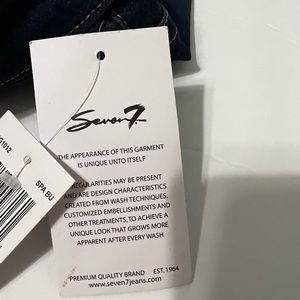 Seven7
THE APPEARANCE OF THIS GARMENT
IS UNIQUE UNTO ITSELF
IRREGULARITIES MAY BE PRESENT
AND ARE DESIGN CHARACTERISTICS
CREATED FROM WASH TECHNIQUES,
CUSTOMIZED EMBELLISHMENTS AND
OTHER TREATMENTS, TO ACHIEVE A
UNIQUE LOOK THAT GROWS MORE
APPARENT AFTER EVERY WASH
PREMIUM QUALITY BRAND EST. 1964
www.seven7jeans.com
SPA BU